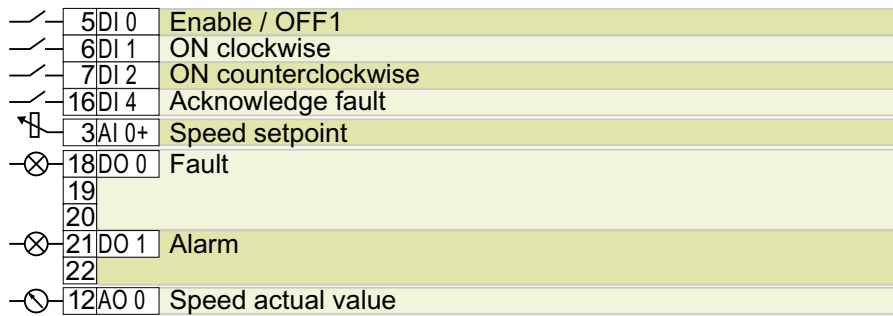 5 DI 0 Enable / OFF1
6 DI 1 ON clockwise
7 DI 2 ON counterclockwise
16 DI 4 Acknowledge fault
3 AI 0+ Speed setpoint
18 DO 0 Fault
19
20
21 DO 1 Alarm
22
12 AO 0 Speed actual value